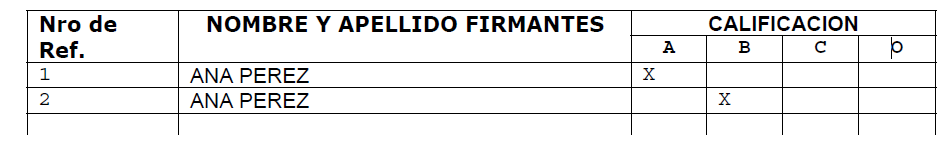 Nro de Ref. NOMBRE Y APELLIDO FIRMANTES CALIFICACION
A B C O
1 ANA PEREZ X
2 ANA PEREZ X